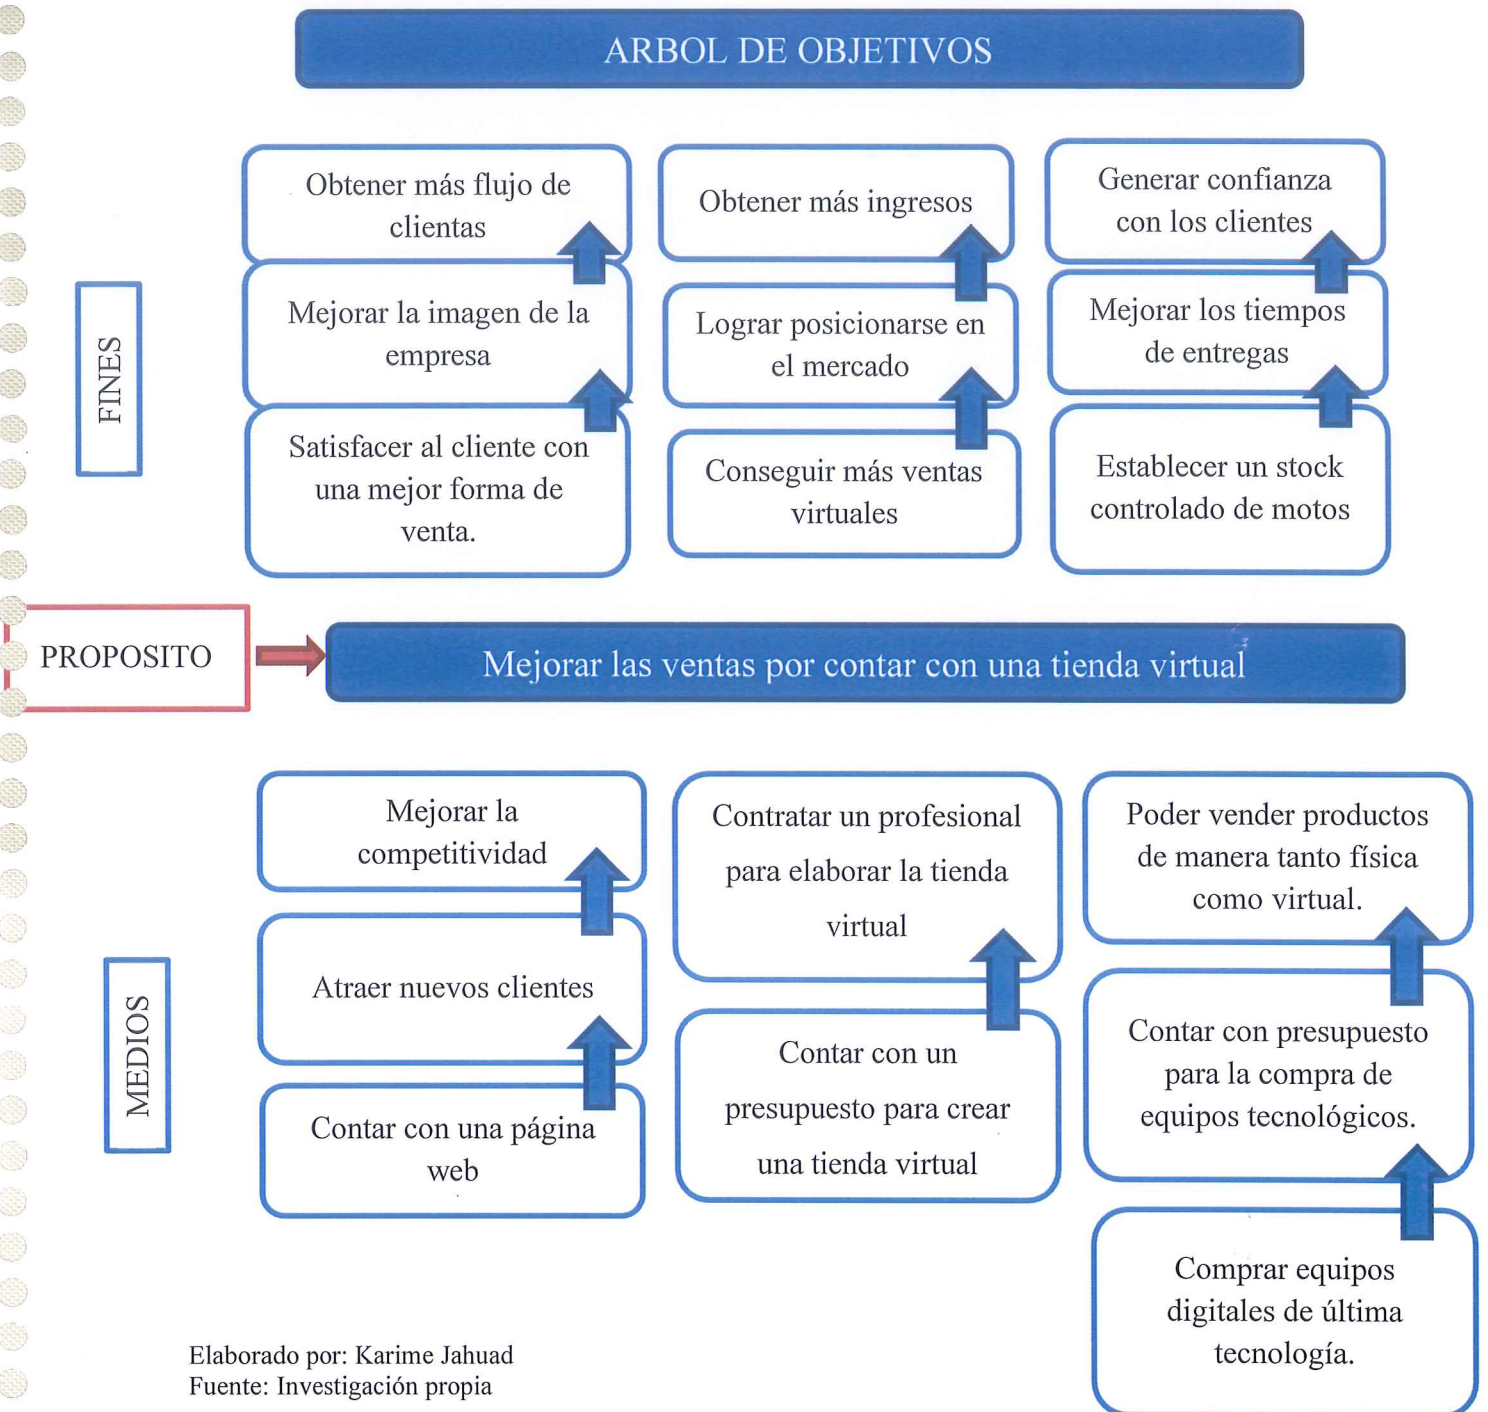 ARBOL DE OBJETIVOS
FINES
Obtener más flujo de
clientas
Mejorar la imagen de la
empresa
Satisfacer al cliente con
una mejor forma de
venta.
Obtener más ingresos
Lograr posicionarse en
el mercado
Conseguir más ventas
virtuales
Generar confianza
con los clientes
Mejorar los tiempos
de entregas
Establecer un stock
controlado de motos
PROPOSITO
Mejorar las ventas por contar con una tienda virtual
MEDIOS
Mejorar la
competitividad
Atraer nuevos clientes
Contar con una página
web
Contratar un profesional
para elaborar la tienda
virtual
Contar con un
presupuesto para crear
una tienda virtual
Poder vender productos
de manera tanto física
como virtual.
Contar con presupuesto
para la compra de
equipos tecnológicos.
Comprar equipos
digitales de última
tecnología.
Elaborado por: Karime Jahuad
Fuente: Investigación propia